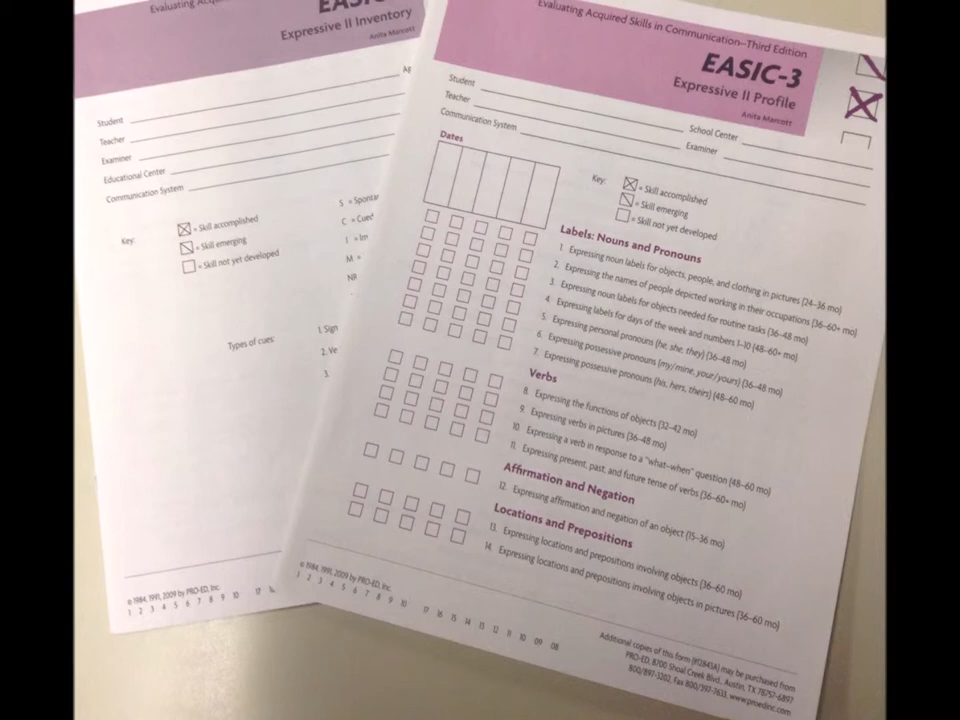 Evaluating Acqu
EASIC
Expressive II Inventory
Anita Marcott
Student
Teacher
Examiner
Educational Center
Communication System
Key:
= Skill accomplished
= Skill emerging
= Skill not yet developed
S = Spontan
C = Cued
I = Im
M =
NR
Types of cues:
1. Sign
2. Ve
3.
© 1984, 1991, 2009 by PRO-ED, Inc.
1 2 3 4 5 6 7 8 9 10 17
Evaluating Acquired Skills in Communication–Third Edition
EASIC-3
Expressive II Profile
Anita Marcott
Student
Teacher
School Center
Communication System
Examiner
Dates
Key:
= Skill accomplished
= Skill emerging
= Skill not yet developed
Labels: Nouns and Pronouns
1. Expressing noun labels for objects, people, and clothing in pictures (24–36 mo)
2. Expressing the names of people depicted working in their occupations (36–60+ mo)
3. Expressing noun labels for objects needed for routine tasks (36–48 mo)
4. Expressing labels for days of the week and numbers 1–10 (48–60+ mo)
5. Expressing personal pronouns (he, she, they) (36–48 mo)
6. Expressing possessive pronouns (my/mine, your/yours) (36–48 mo)
7. Expressing possessive pronouns (his, hers, theirs) (48–60 mo)
Verbs
8. Expressing the functions of objects (32–42 mo)
9. Expressing verbs in pictures (36–48 mo)
10. Expressing a verb in response to a "what–when" question (48–60 mo)
11. Expressing present, past, and future tense of verbs (36–60+ mo)
Affirmation and Negation
12. Expressing affirmation and negation of an object (15–36 mo)
Locations and Prepositions
13. Expressing locations and prepositions involving objects (36–60 mo)
14. Expressing locations and prepositions involving objects in pictures (36–60 mo)
© 1984, 1991, 2009 by PRO-ED, Inc.
1 2 3 4 5 6 7 8 9 10 17 16 15 14 13 12 11 10 09 08
Additional copies of this form (#12843A) may be purchased from
PRO-ED, 8700 Shoal Creek Blvd., Austin, TX 78757-6897
800/897-3202, Fax 800/397-7633, www.proedinc.com